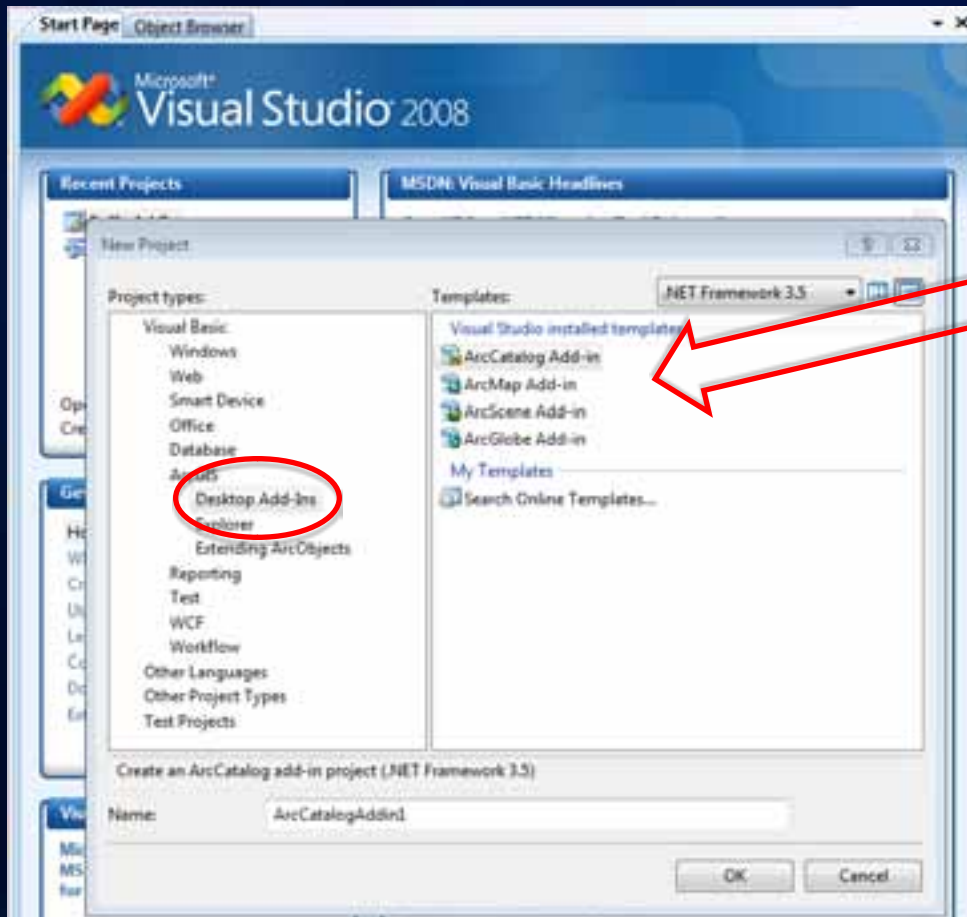 Start Page Object Browser
Microsoft
Visual Studio 2008
Recent Projects
MSDN: Visual Basic Headlines
New Project
Project types:
Templates:
.NET Framework 3.5
Visual Basic
Windows
Web
Smart Device
Office
Database
Desktop Add-Ins
Explorer
Extending ArcObjects
Reporting
Test
WCF
Workflow
Other Languages
Other Project Types
Test Projects
Visual Studio installed templates
ArcCatalog Add-in
ArcMap Add-in
ArcScene Add-in
ArcGlobe Add-in
My Templates
Search Online Templates...
Create an ArcCatalog add-in project (.NET Framework 3.5)
Name:
ArcCatalogAddin1
OK
Cancel